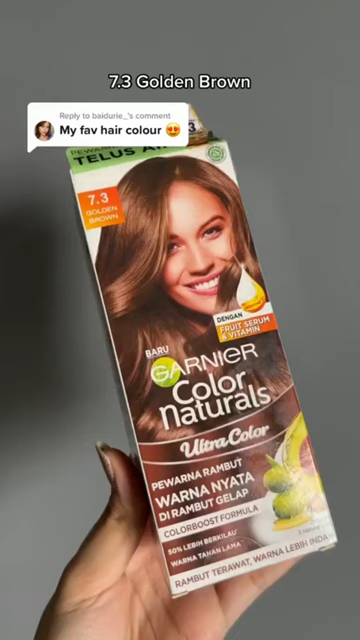 7.3 Golden Brown
Reply to baidurie_'s comment
My fav hair colour 😍
TELUS
7.3
GOLDEN
BROWN
DENGAN
FRUIT SERUM
& VITAMIN
BARU
GARNIER
Color
naturals
Ultra Color
PEWARNA RAMBUT
WARNA NYATA
DI RAMBUT GELAP
COLORBOOST FORMULA
50% LEBIH BERKILAU
WARNA TAHAN LAMA
RAMBUT TERAWAT, WARNA LEBIH INDAH